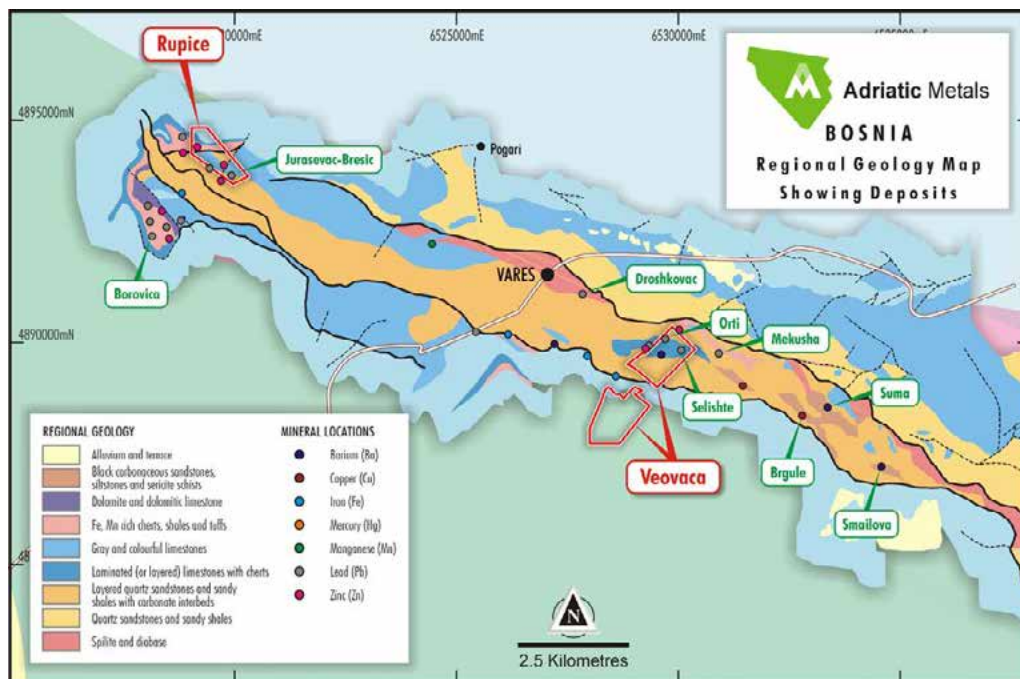 6525000mE
6530000mE
Rupice
Adriatic Metals
BOSNIA
Regional Geology Map
Showing Deposits
4895000mN
Pogari
Jurasevac-Bresic
VARES
Droshkovac
Borovica
Orti
4890000mN
Mekusha
Selishte
Suma
Veovaca
Brgule
Smailova
REGIONAL GEOLOGY
Alluvium and terrace
Black carbonaceous sandstones,
siltstones and sericite schists
Dolomite and dolomitic limestone
Fe, Mn rich cherts, shales and tuffs
Gray and colourful limestones
Laminated (or layered) limestones with cherts
Layered quartz sandstones and sandy
shales with carbonate interbeds
Quartz sandstones and sandy shales
Spilite and diabase
MINERAL LOCATIONS
Barium (Ba)
Copper (Cu)
Iron (Fe)
Mercury (Hg)
Manganese (Mn)
Lead (Pb)
Zinc (Zn)
N
2.5 Kilometres